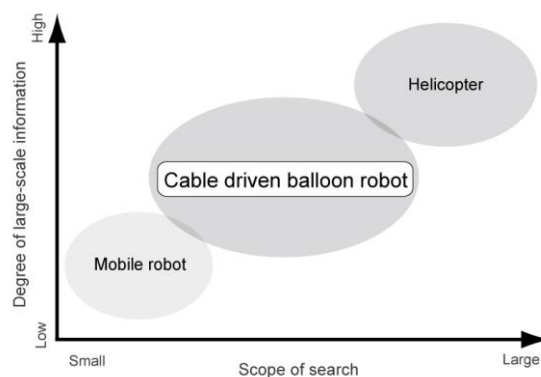 High
Helicopter
Degree of large-scale information
Cable driven balloon robot
Mobile robot
Low
Small
Scope of search
Large